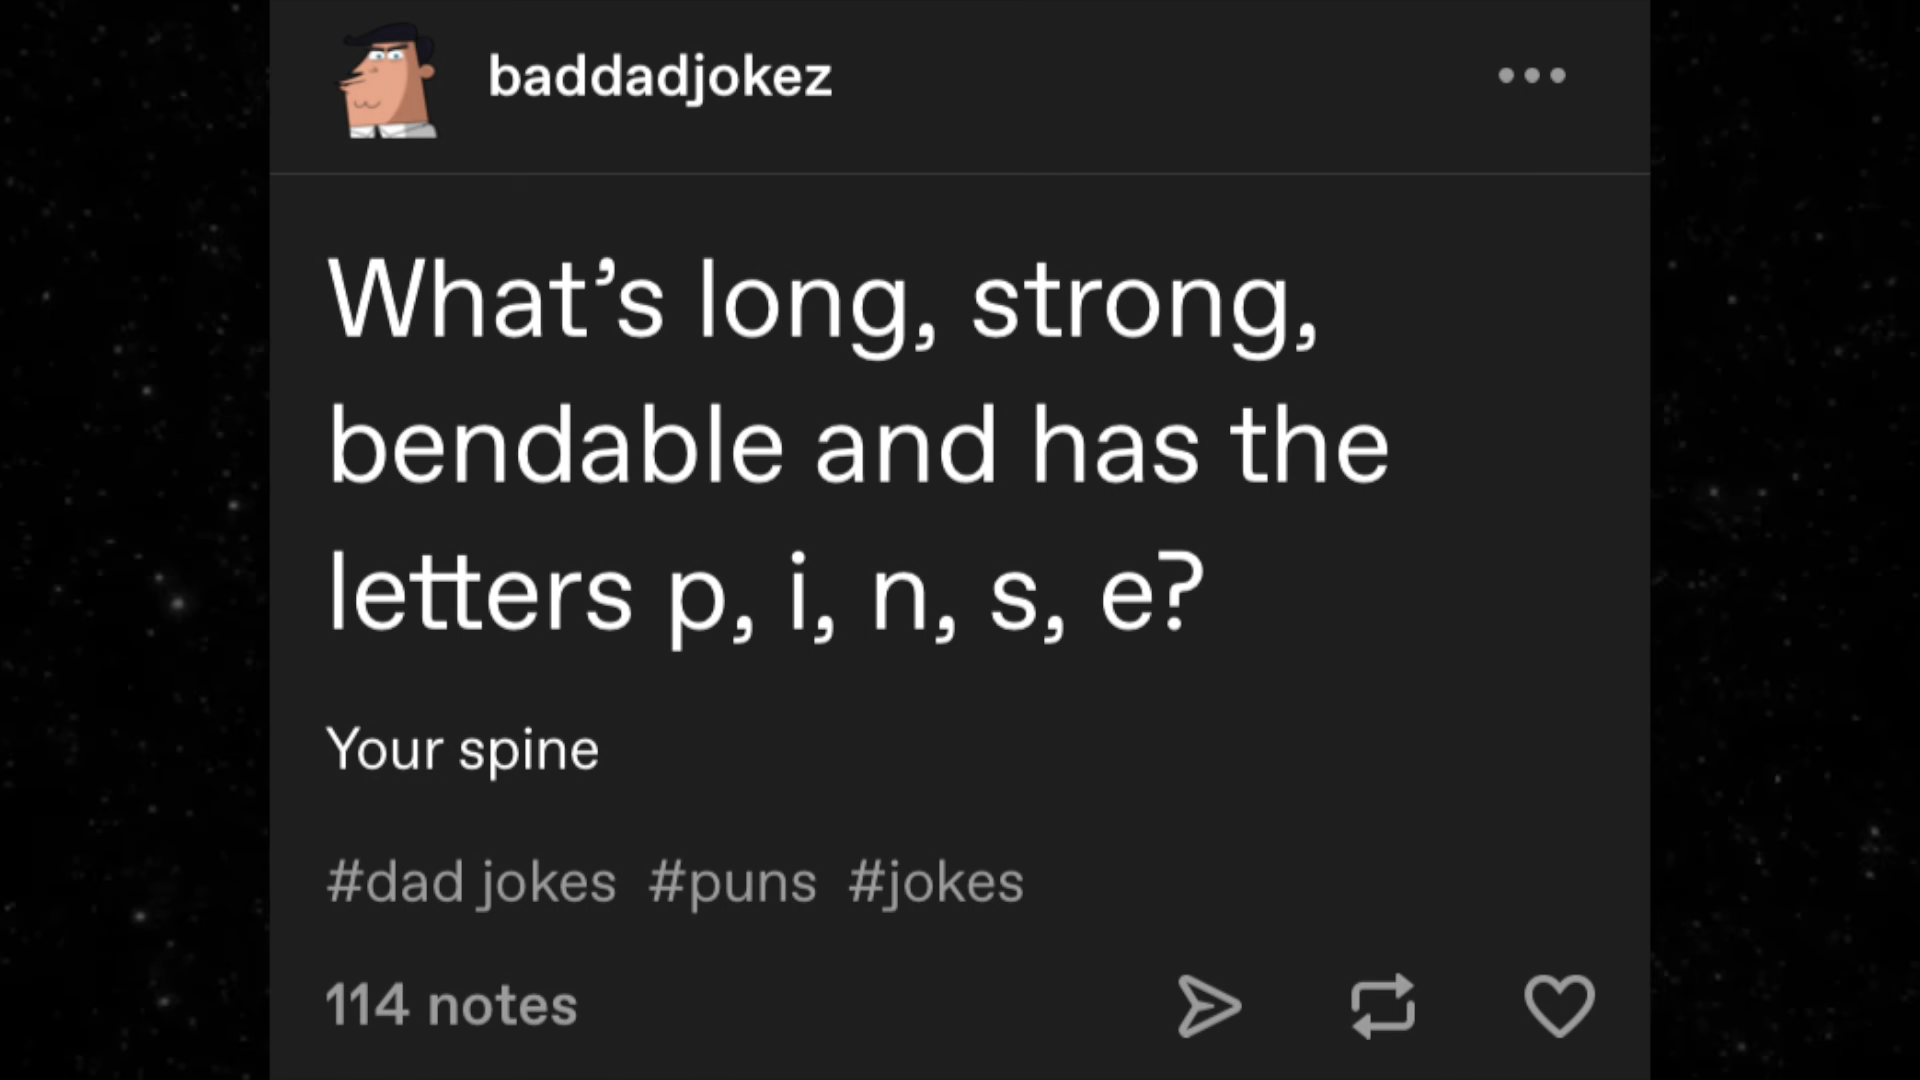 baddadjokez
What’s long, strong,
bendable and has the
letters p, i, n, s, e?
Your spine
#dad jokes #puns #jokes
114 notes